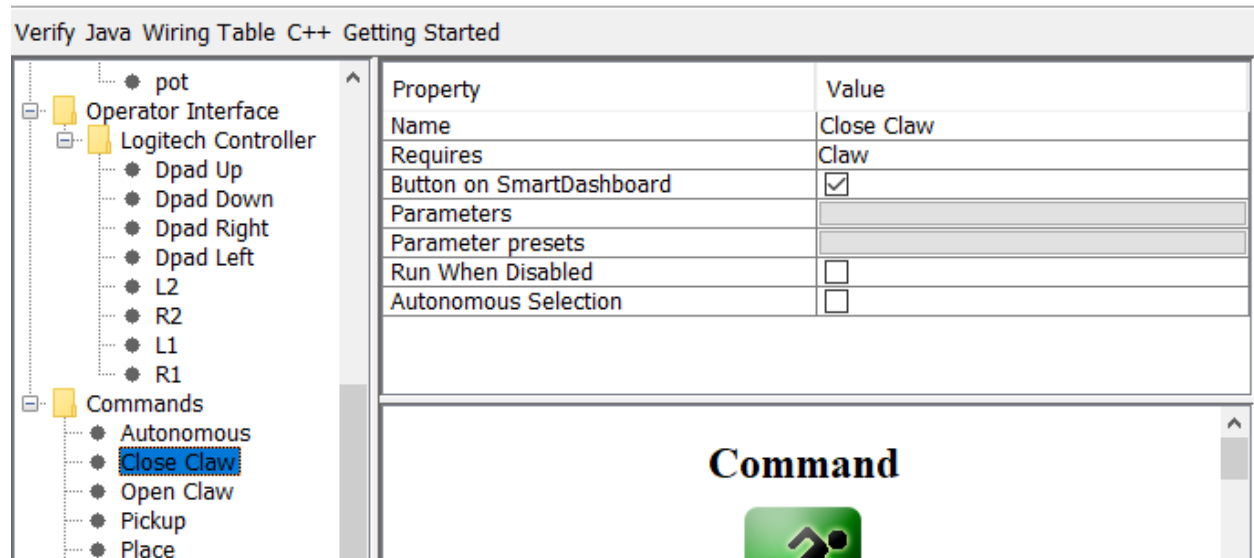 Verify Java Wiring Table C++ Getting Started
pot
Operator Interface
Logitech Controller
Dpad Up
Dpad Down
Dpad Right
Dpad Left
L2
R2
L1
R1
Commands
Autonomous
Close Claw
Open Claw
Pickup
Place
Property Value
Name Close Claw
Requires Claw
Button on SmartDashboard
Parameters
Parameter presets
Run When Disabled
Autonomous Selection
Command